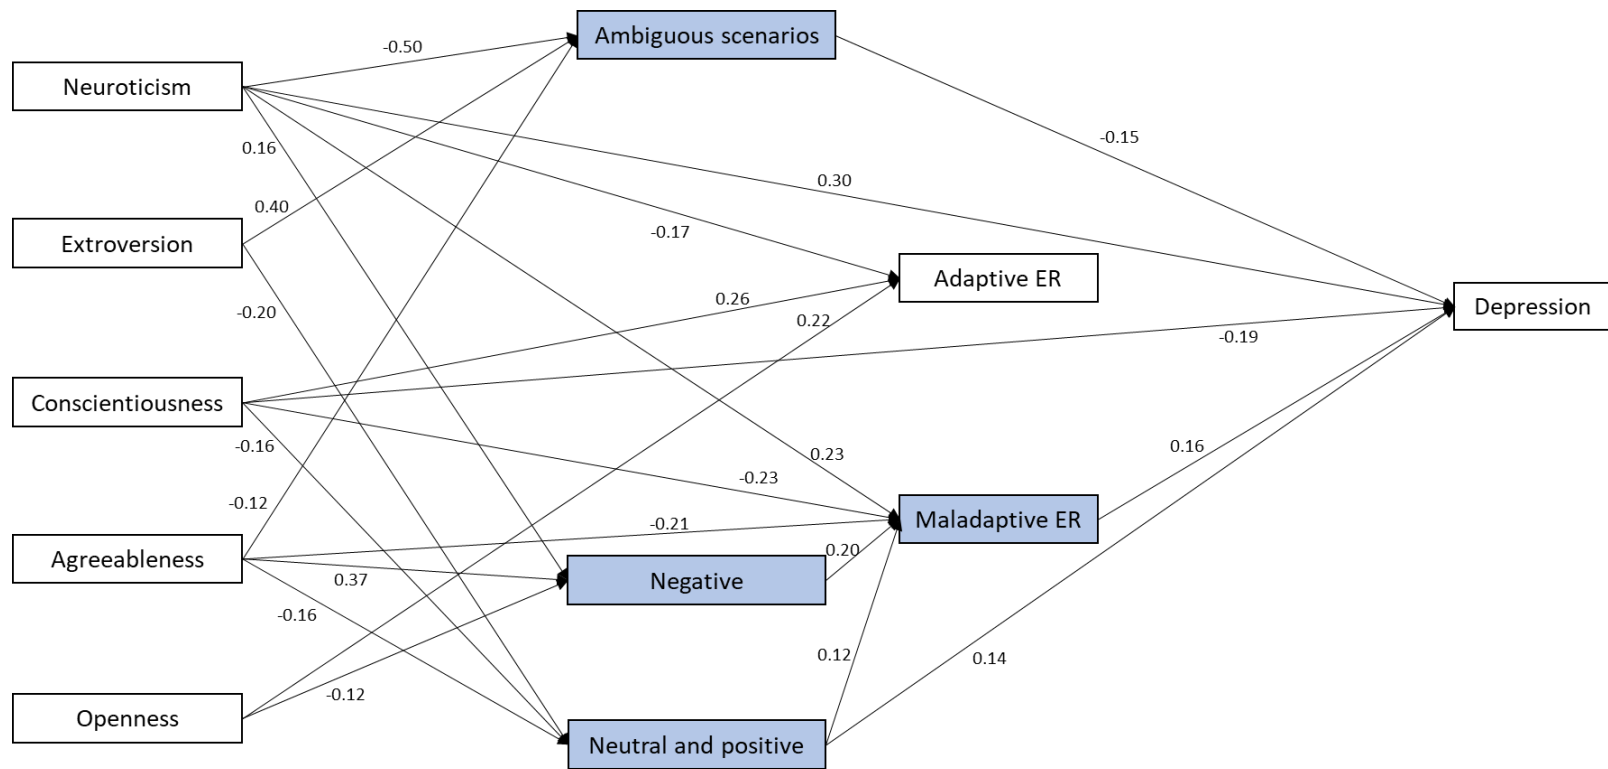 Ambiguous scenarios
-0.50
Neuroticism
-0.15
0.16
0.30
0.40
-0.17
Extroversion
Adaptive ER
0.26
-0.20
0.22
Depression
-0.19
Conscientiousness
-0.16
0.23
0.16
-0.23
-0.12
Maladaptive ER
-0.21
0.20
Agreeableness
0.37
Negative
-0.16
0.12
0.14
-0.12
Openness
Neutral and positive